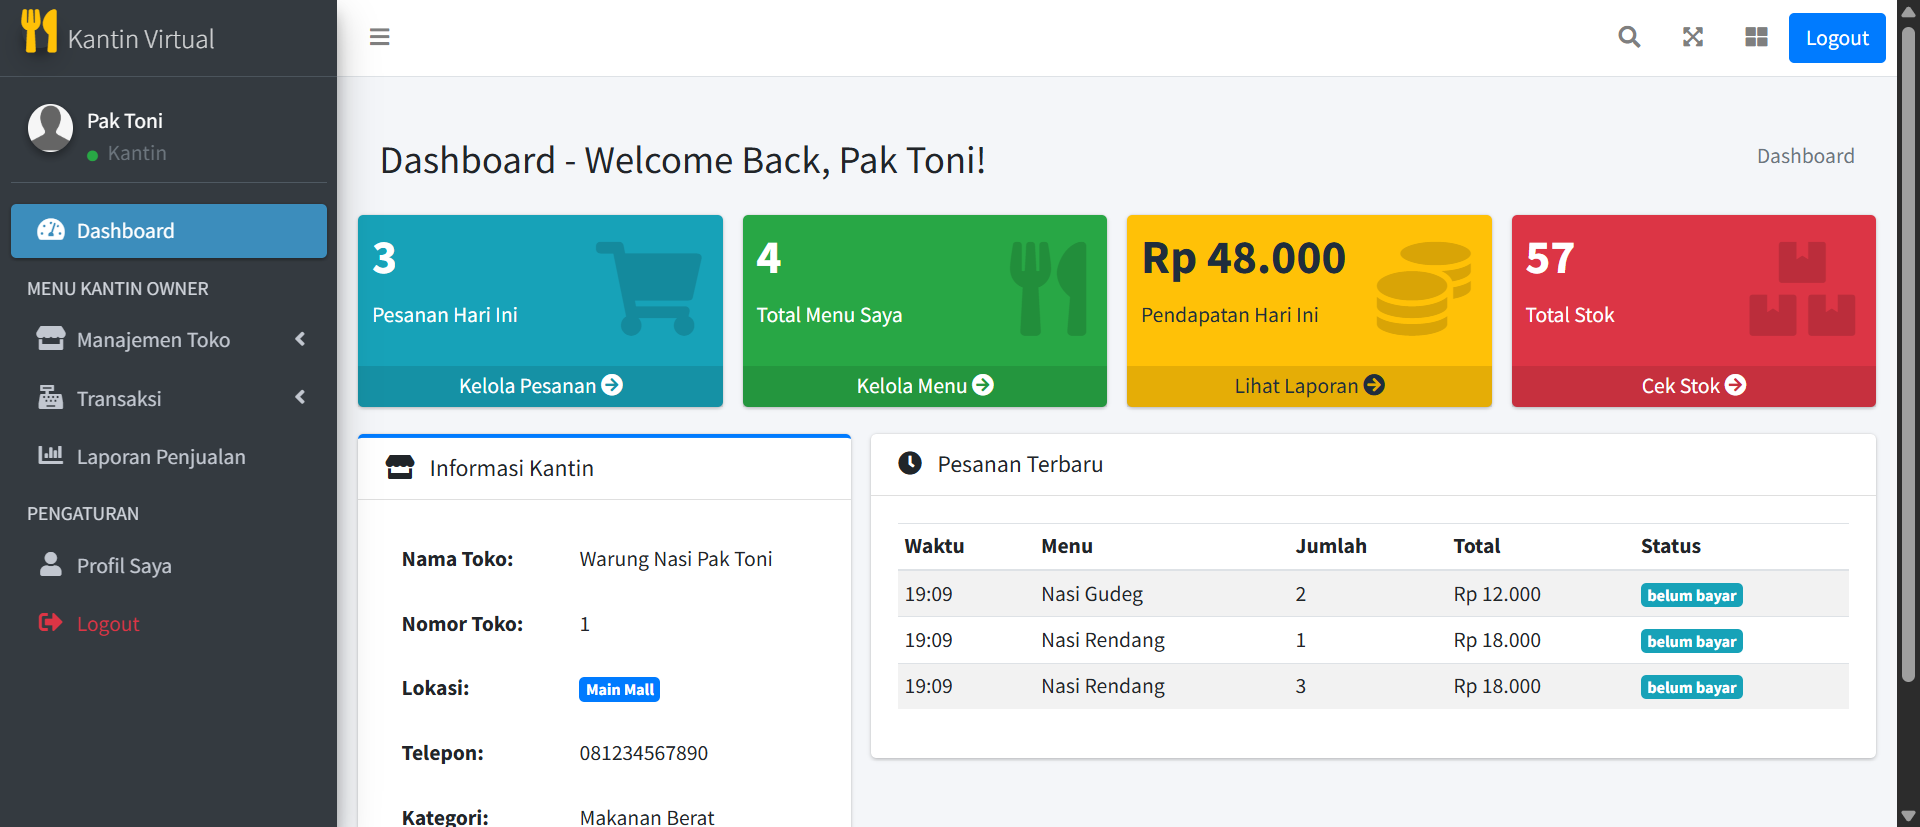 Kantin Virtual
Logout
Pak Toni
Kantin
Dashboard
MENU KANTIN OWNER
Manajemen Toko
Transaksi
Laporan Penjualan
PENGATURAN
Profil Saya
Logout
Dashboard - Welcome Back, Pak Toni!
Dashboard
3
Pesanan Hari Ini
Kelola Pesanan
4
Total Menu Saya
Kelola Menu
Rp 48.000
Pendapatan Hari Ini
Lihat Laporan
57
Total Stok
Cek Stok
Informasi Kantin
Nama Toko: Warung Nasi Pak Toni
Nomor Toko: 1
Lokasi: Main Mall
Telepon: 081234567890
Kategori: Makanan Berat
Pesanan Terbaru
Waktu Menu Jumlah Total Status
19:09 Nasi Gudeg 2 Rp 12.000 belum bayar
19:09 Nasi Rendang 1 Rp 18.000 belum bayar
19:09 Nasi Rendang 3 Rp 18.000 belum bayar